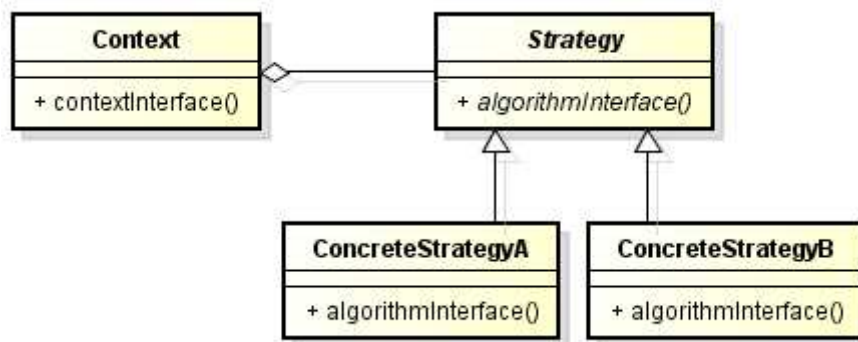 Context
+ contextInterface()
Strategy
+ algorithmInterface()
ConcreteStrategyA
+ algorithmInterface()
ConcreteStrategyB
+ algorithmInterface()